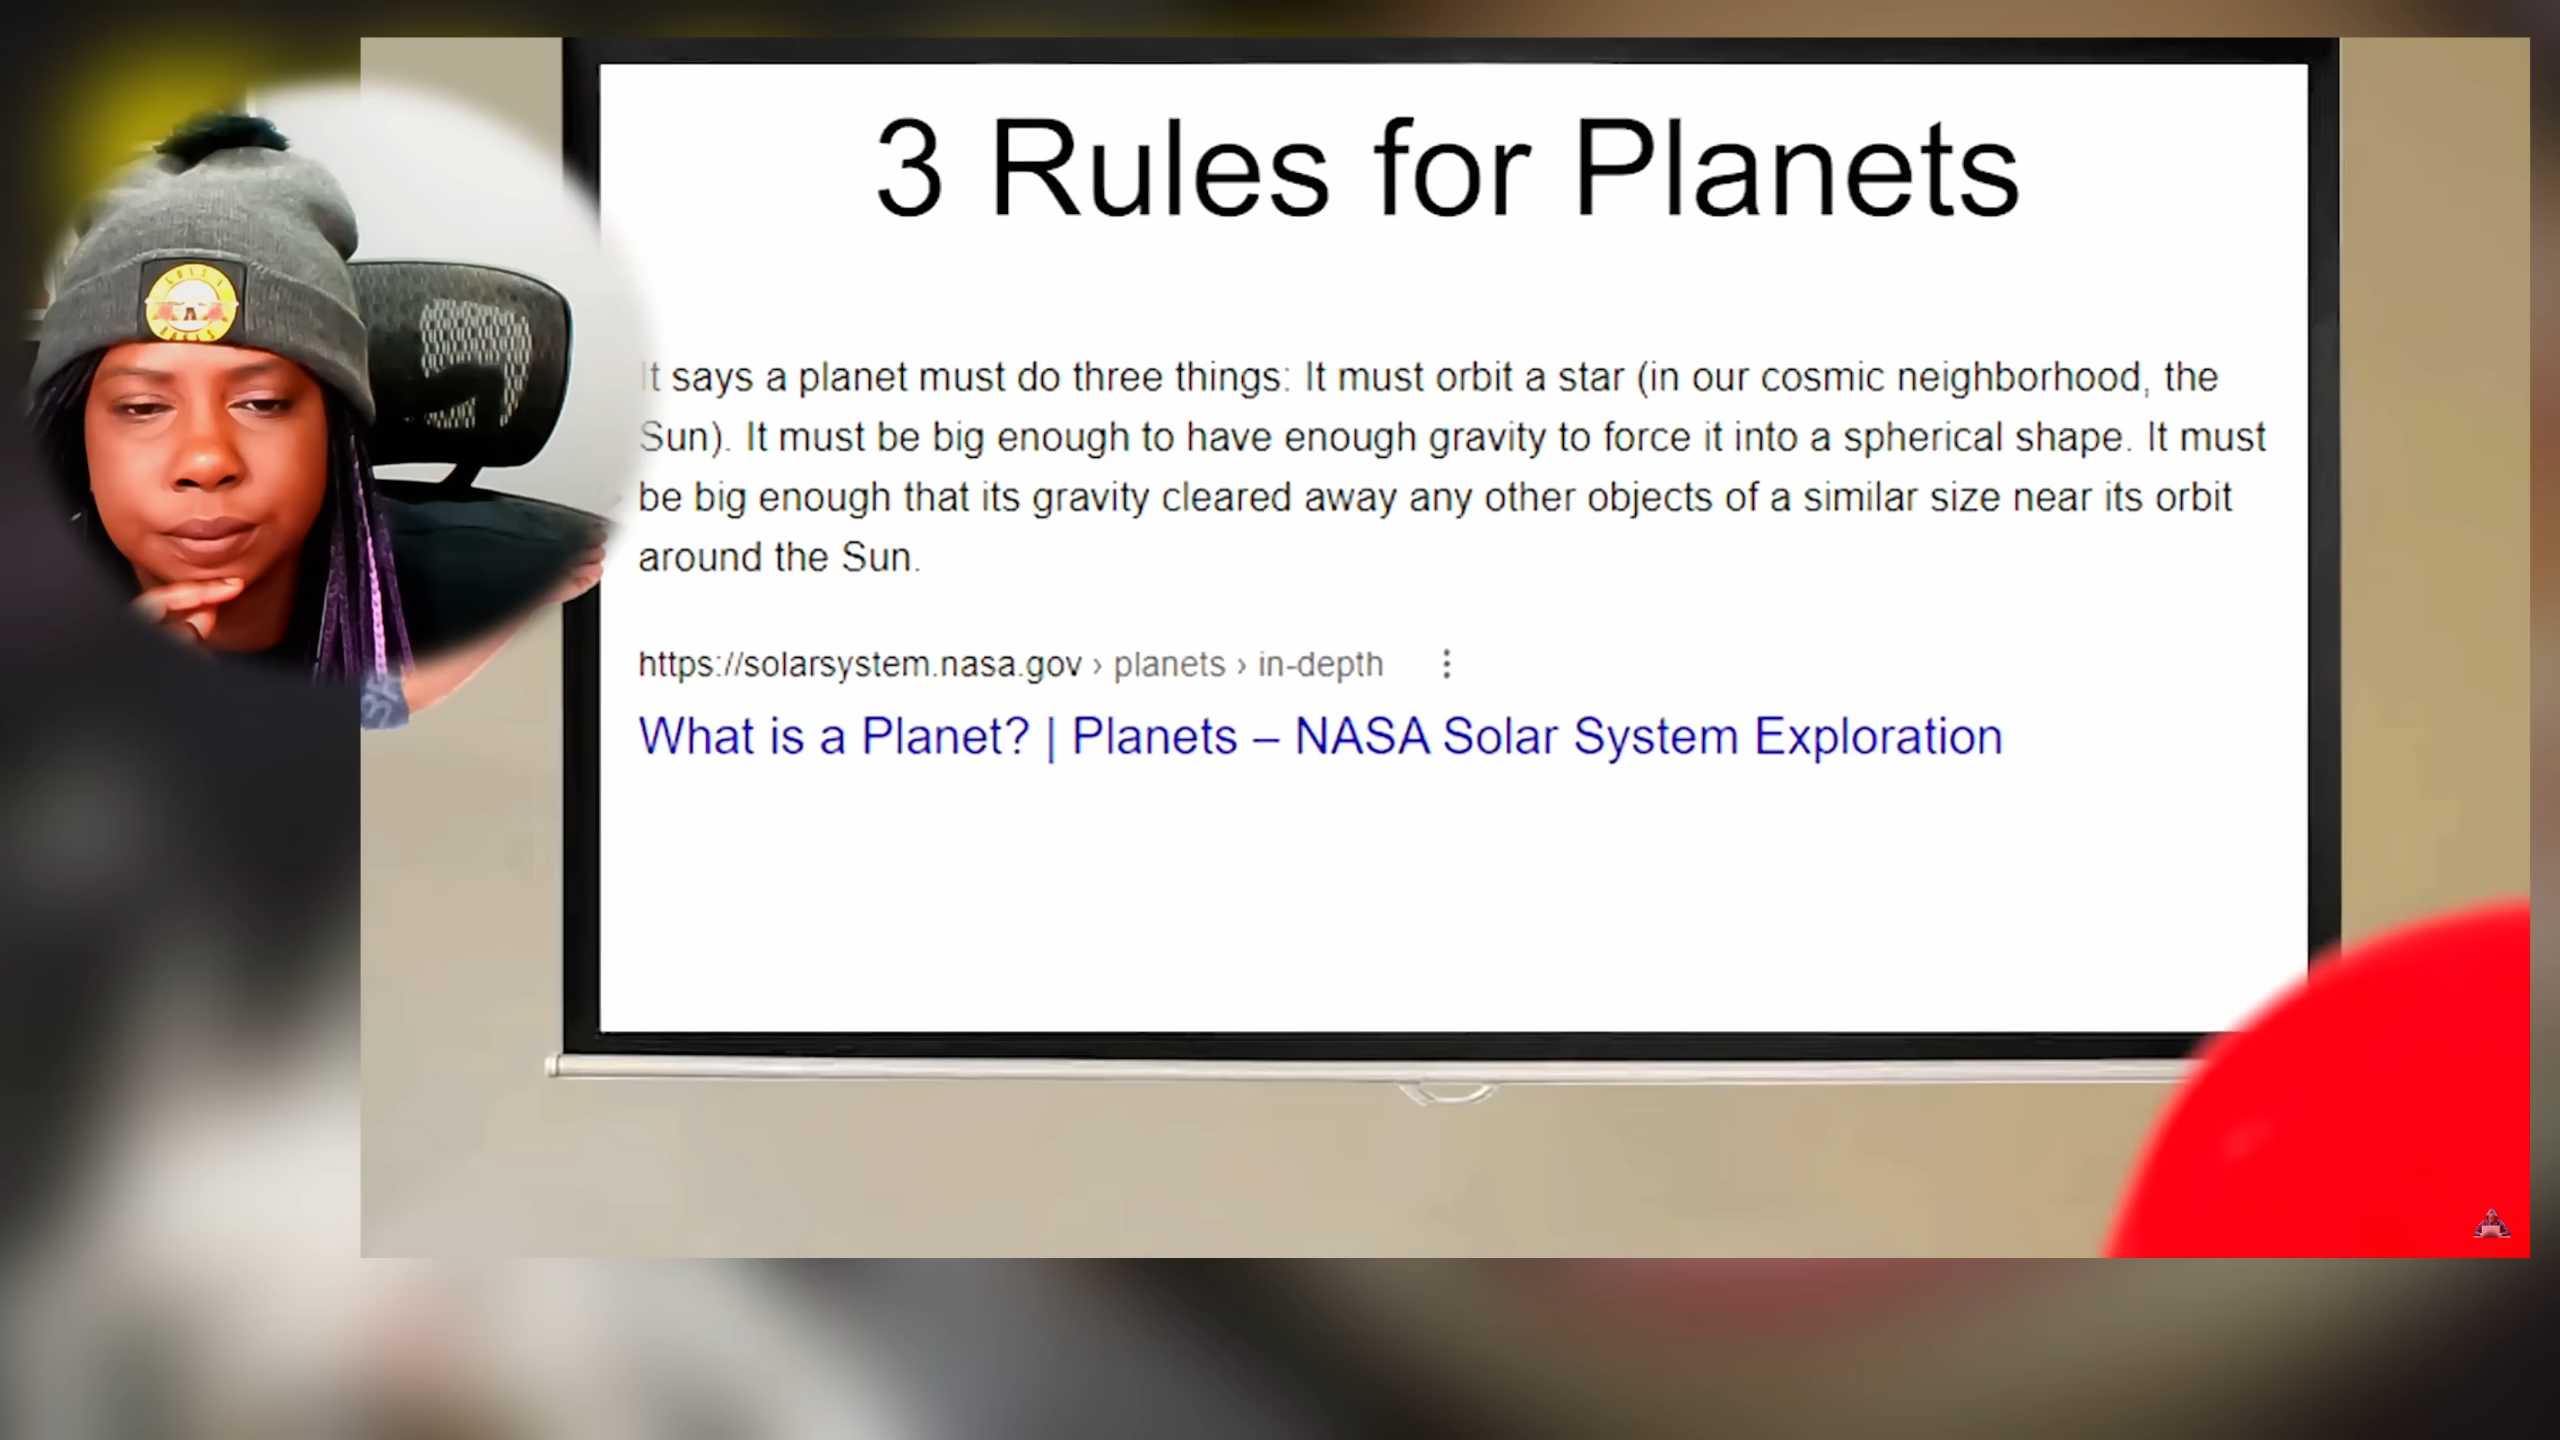 3 Rules for Planets
It says a planet must do three things: It must orbit a star (in our cosmic neighborhood, the
Sun). It must be big enough to have enough gravity to force it into a spherical shape. It must
be big enough that its gravity cleared away any other objects of a similar size near its orbit
around the Sun.
https://solarsystem.nasa.gov › planets › in-depth
What is a Planet? | Planets – NASA Solar System Exploration